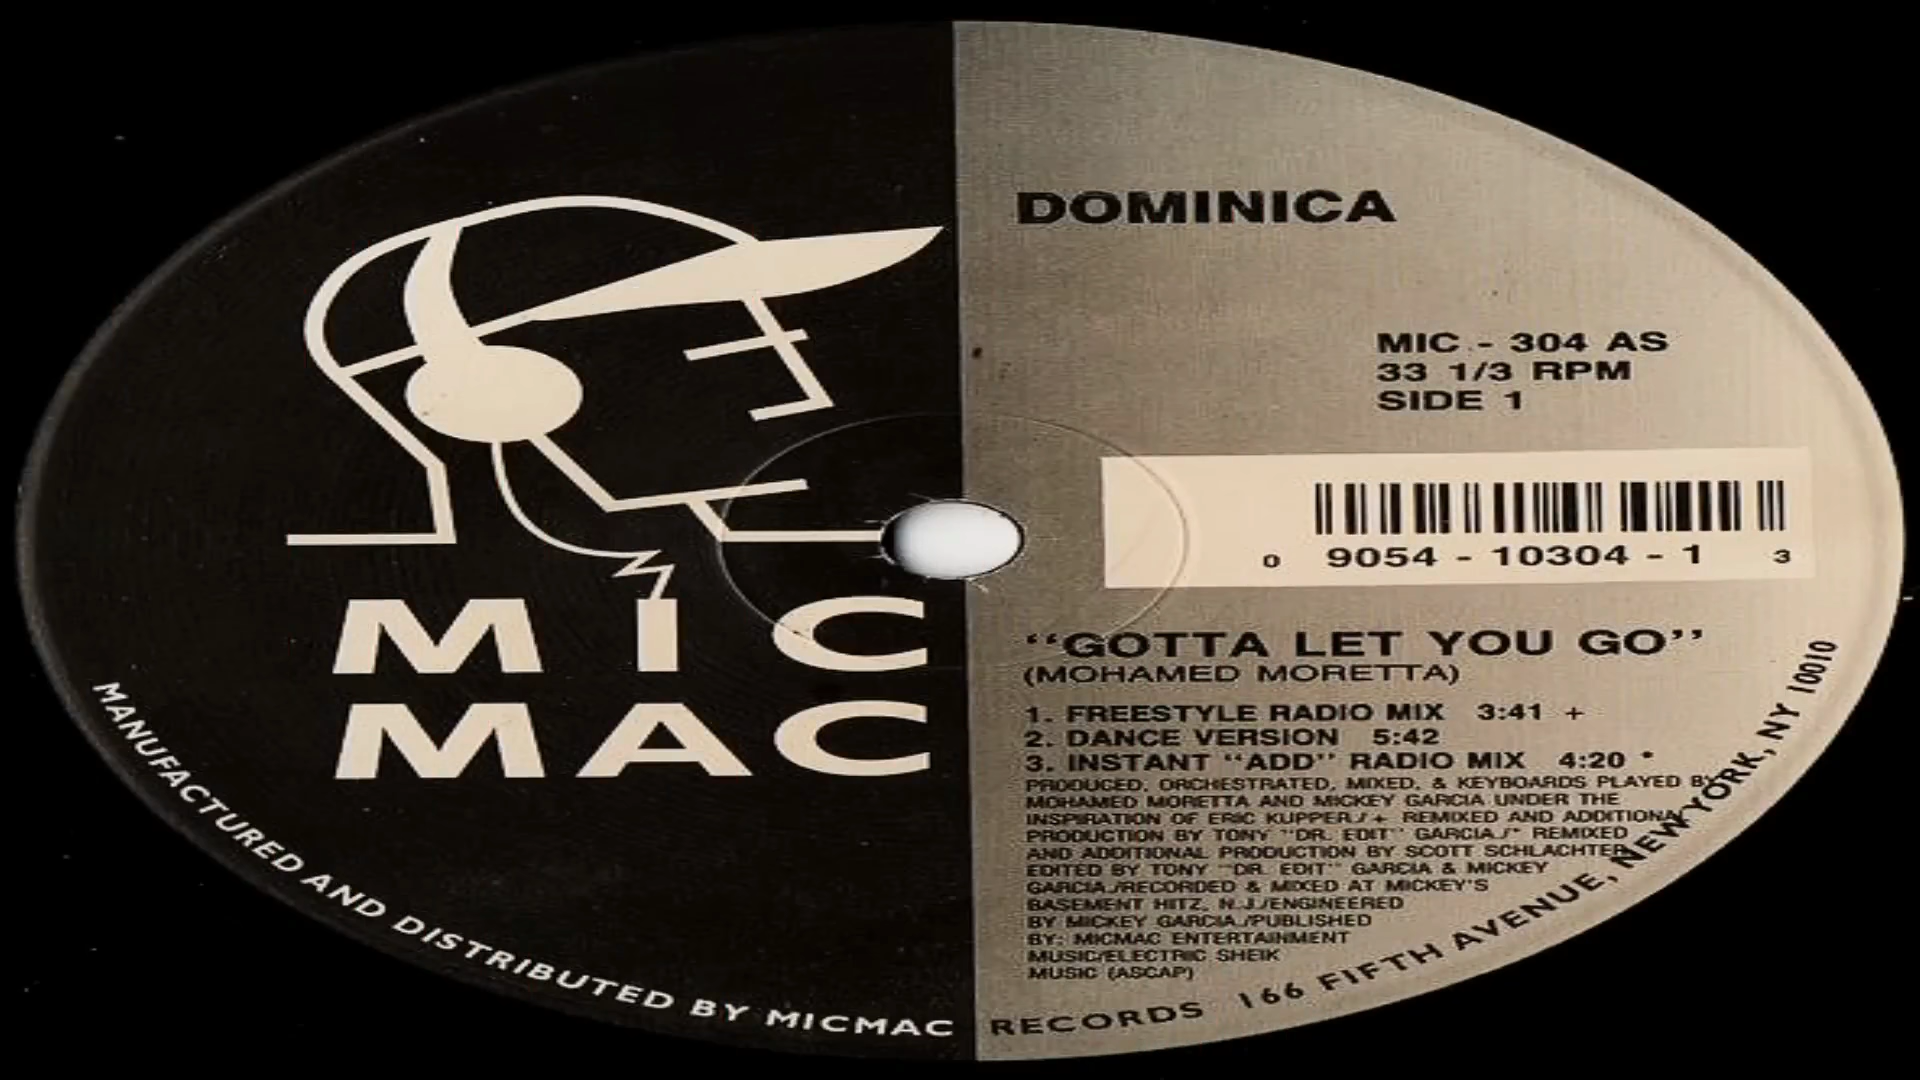 DOMINICA
MIC - 304 AS
33 1/3 RPM
SIDE 1
0 9054 - 10304 - 1 3
MIC
MAC
"GOTTA LET YOU GO"
(MOHAMED MORETTA)
1. FREESTYLE RADIO MIX 3:41 +
2. DANCE VERSION 5:42
3. INSTANT "ADD" RADIO MIX 4:20 *
PRODUCED, ORCHESTRATED, MIXED, & KEYBOARDS PLAYED BY
MOHAMED MORETTA AND MICKEY GARCIA UNDER THE
INSPIRATION OF ERIC KUPPER./ + REMIXED AND ADDITIONAL
PRODUCTION BY TONY "DR. EDIT" GARCIA./* REMIXED
AND ADDITIONAL PRODUCTION BY SCOTT SCHLACHTER
EDITED BY TONY "DR. EDIT" GARCIA & MICKEY
GARCIA./RECORDED & MIXED AT MICKEY'S
BASEMENT HITZ, N.J./ENGINEERED
BY MICKEY GARCIA./PUBLISHED
BY: MICMAC ENTERTAINMENT
MUSIC/ELECTRIC SHEIK
MUSIC (ASCAP)
MANUFACTURED AND DISTRIBUTED BY MICMAC RECORDS 166 FIFTH AVENUE, NEW YORK, NY 10010